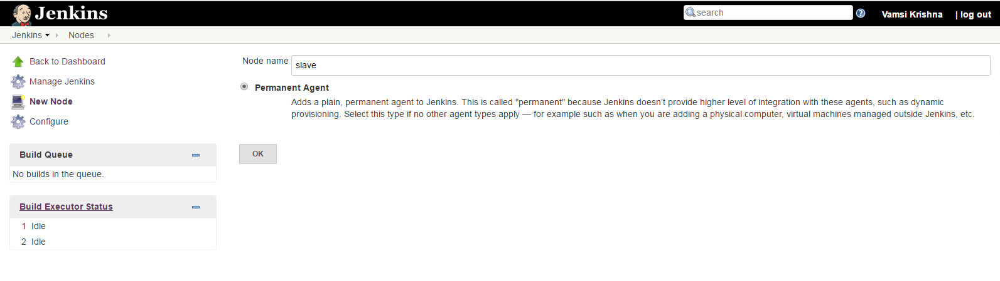 Jenkins
search
Vamsi Krishna
| log out
Jenkins
Nodes
Back to Dashboard
Manage Jenkins
New Node
Configure
Build Queue
No builds in the queue.
Build Executor Status
1 Idle
2 Idle
Node name
slave
Permanent Agent
Adds a plain, permanent agent to Jenkins. This is called "permanent" because Jenkins doesn't provide higher level of integration with these agents, such as dynamic
provisioning. Select this type if no other agent types apply — for example such as when you are adding a physical computer, virtual machines managed outside Jenkins, etc.
OK